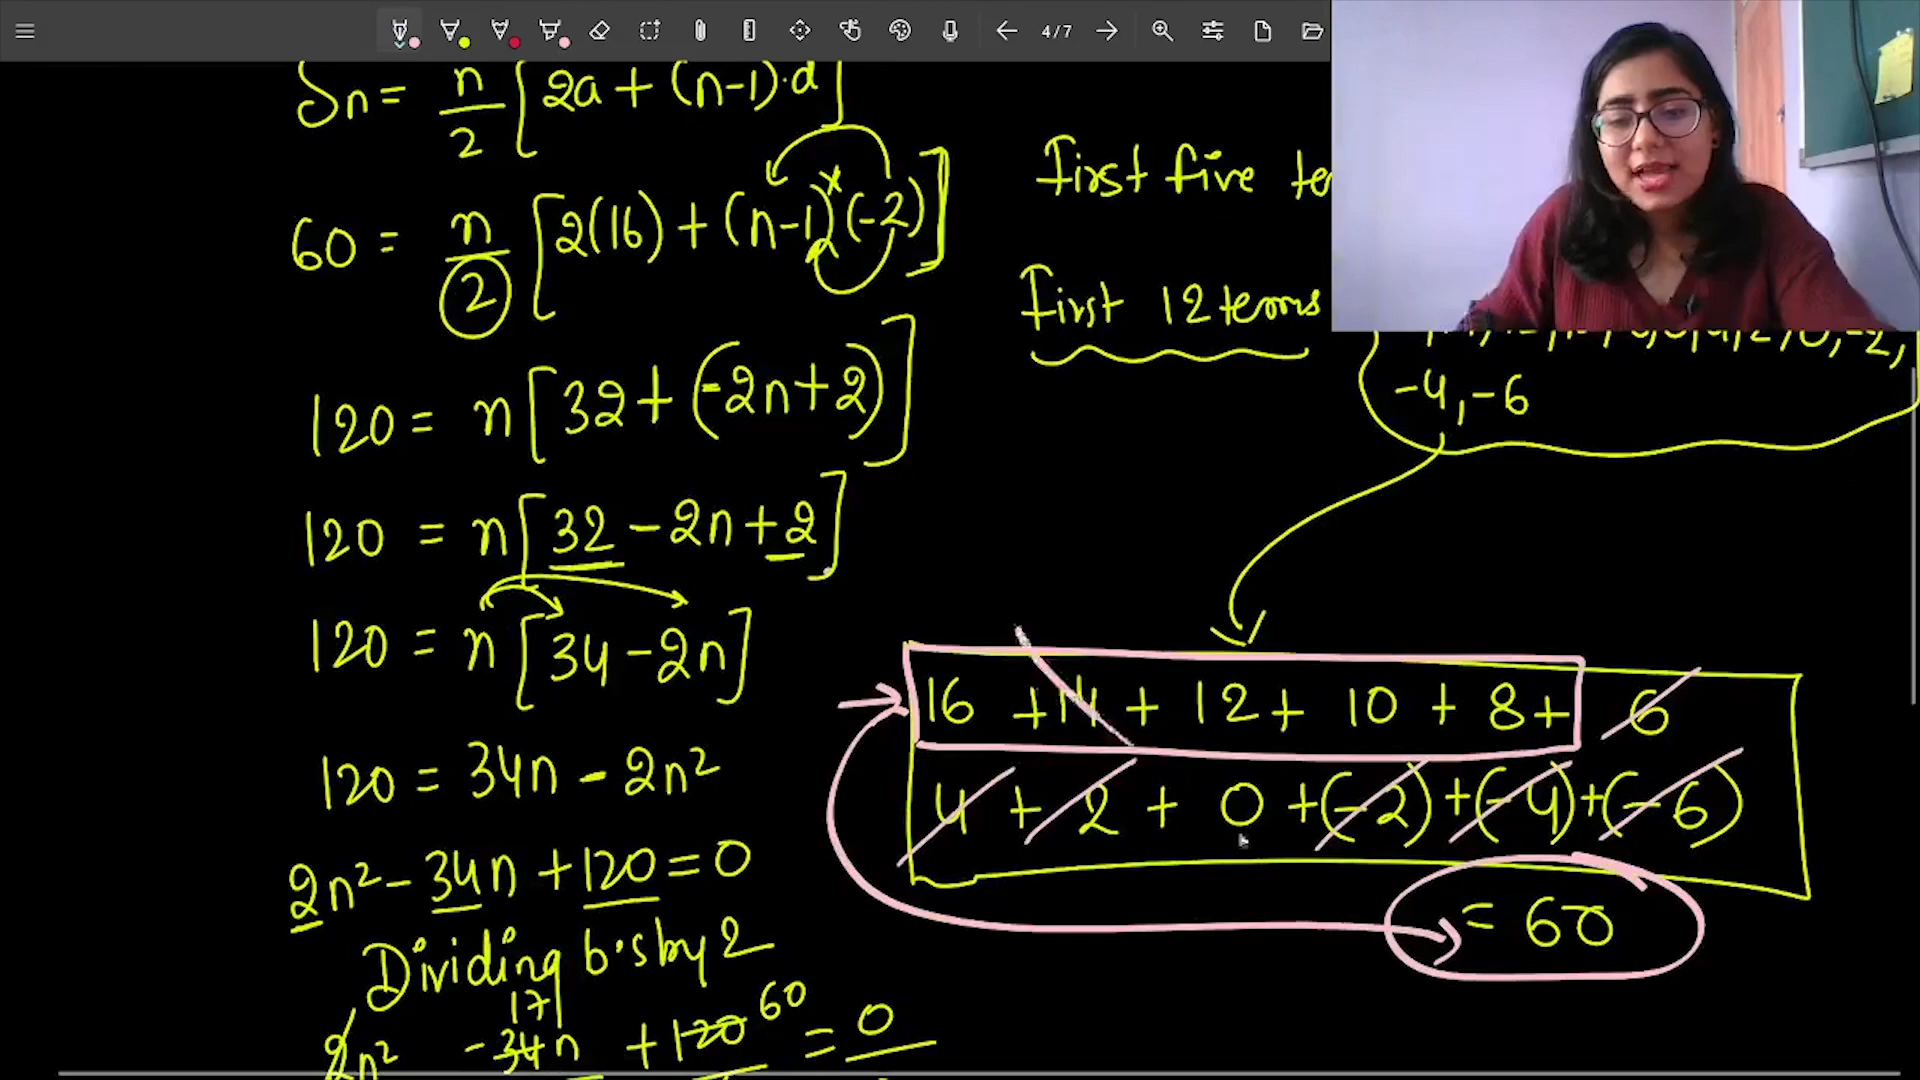 4/7
Sn = n/2 [2a + (n-1)·d]
60 = n/2 [2(16) + (n-1) x (-2)]
120 = n[32 + (-2n+2)]
120 = n[32 - 2n + 2]
120 = n[34 - 2n]
120 = 34n - 2n²
2n² - 34n + 120 = 0
Dividing b·s by 2
17 60
2n² - 34n + 120 = 0
First five
First 12 terms
-2,
-4, -6
16 + 14 + 12 + 10 + 8 + 6
4 + 2 + 0 + (-2) + (-4) + (-6)
= 60